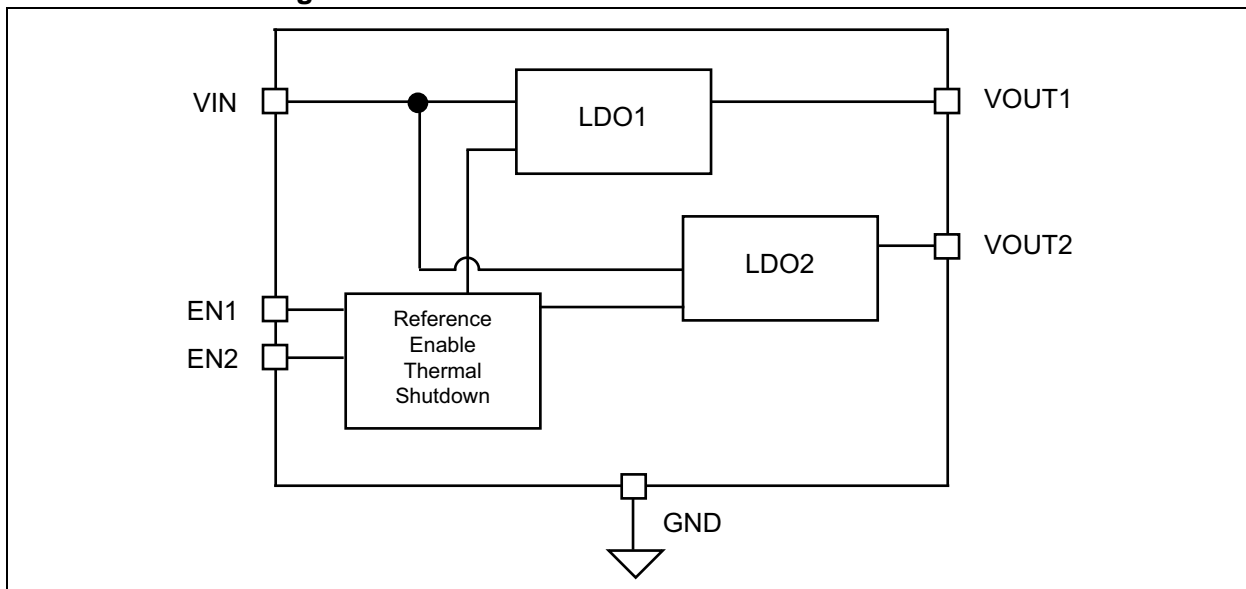 VIN
LDO1
VOUT1
LDO2
VOUT2
EN1
EN2
Reference
Enable
Thermal
Shutdown
GND